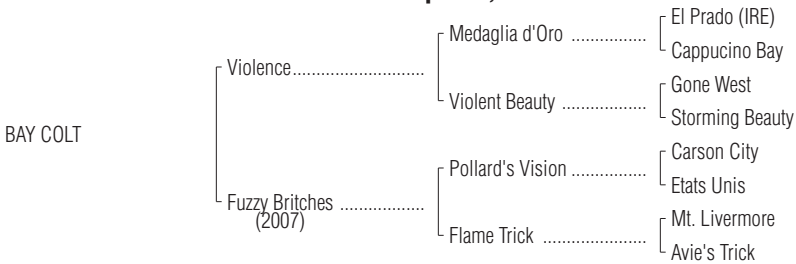 El Prado (IRE)
Medaglia d'Oro ................
Cappucino Bay
Violence...........................
Gone West
Violent Beauty ..................
Storming Beauty
BAY COLT
Carson City
Pollard's Vision ................
Etats Unis
Fuzzy Britches ..................
(2007)
Mt. Livermore
Flame Trick ......................
Avie's Trick